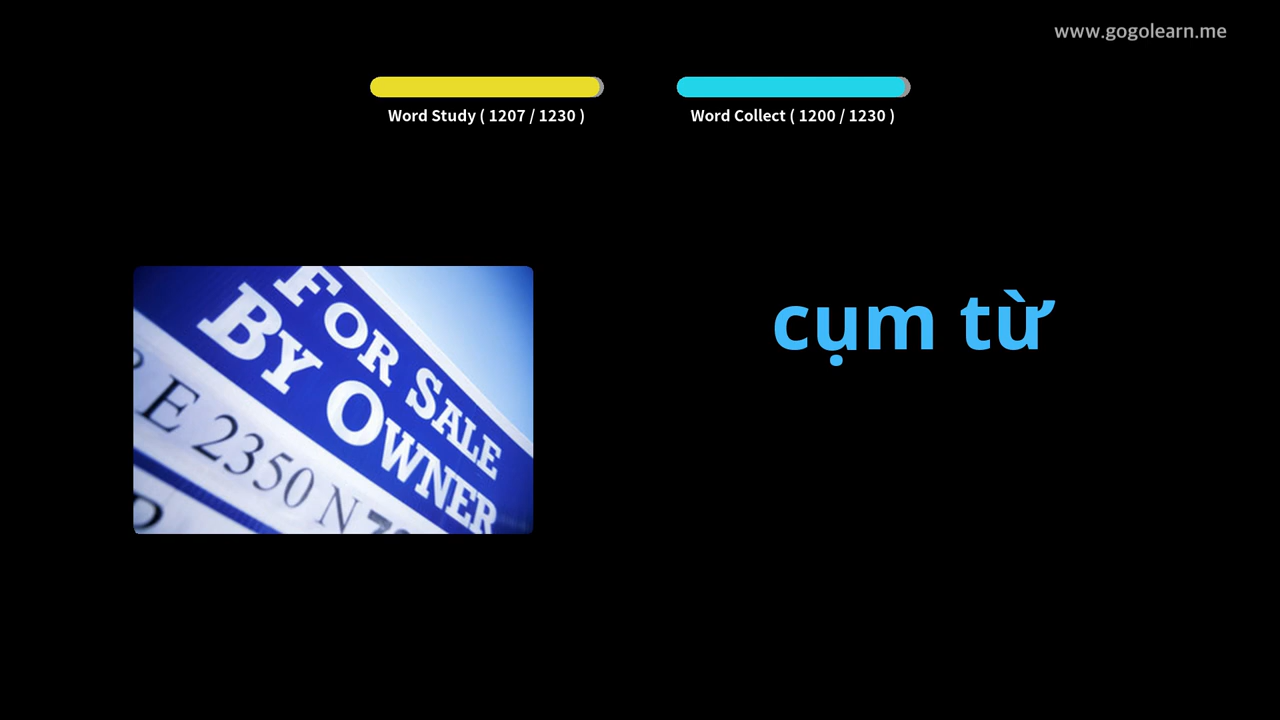 www.gogolearn.me
Word Study ( 1207 / 1230 )
Word Collect ( 1200 / 1230 )
FOR SALE
BY OWNER
E 2350 N
cụm từ